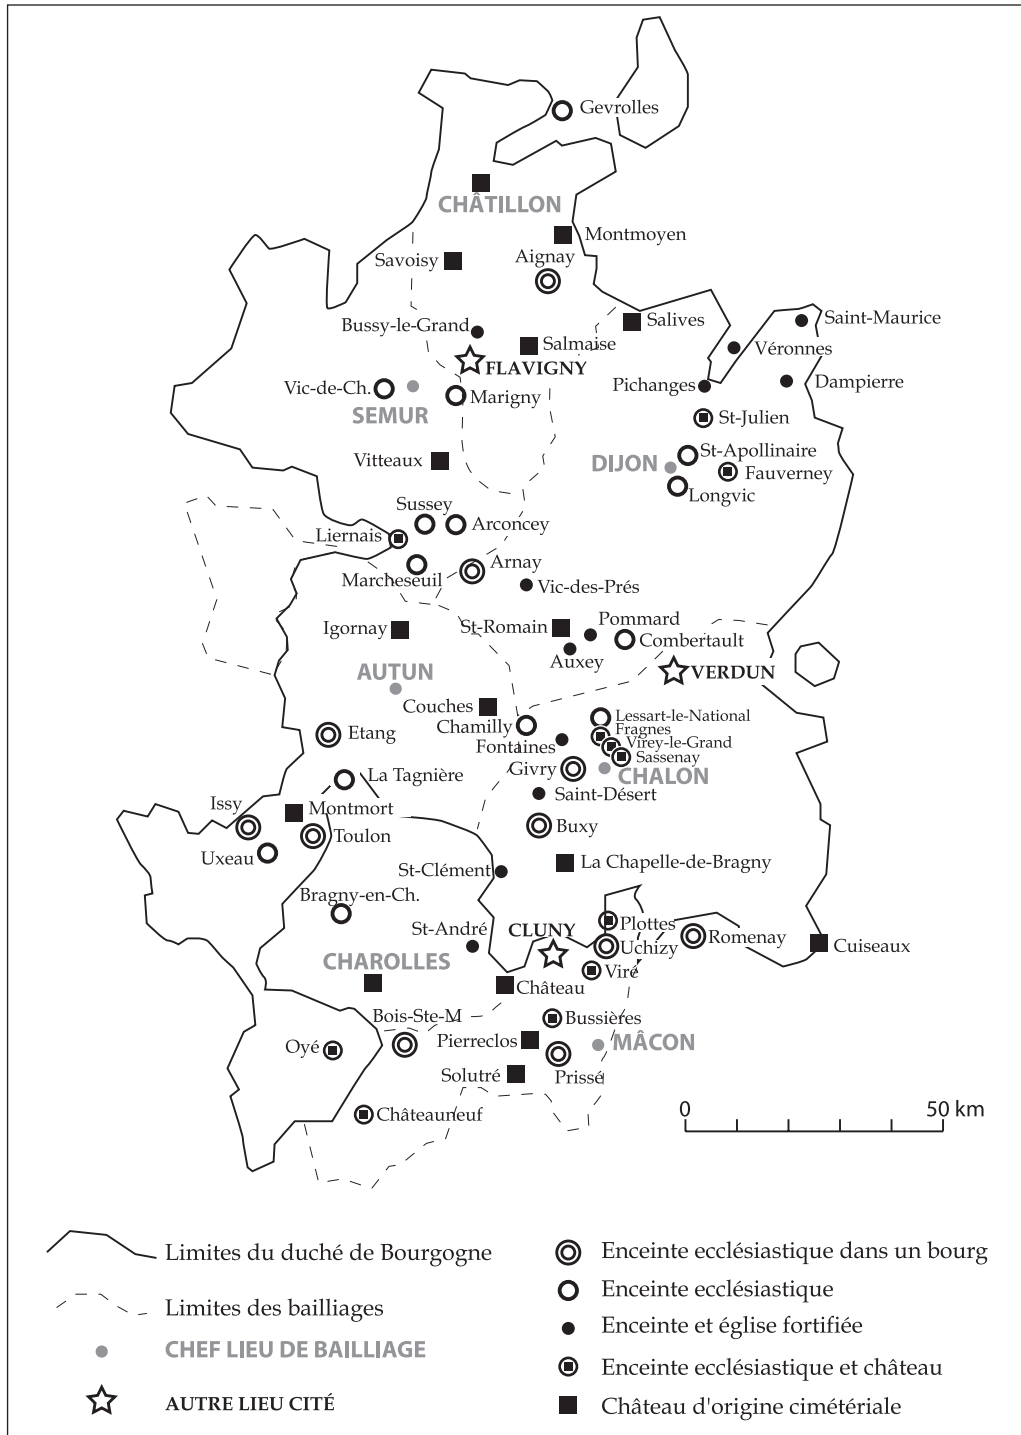 Gevrolles
CHÂTILLON
Montmoyen
Savoisy
Aignay
Bussy-le-Grand
Salives
Saint-Maurice
Salmaise
Véronnes
FLAVIGNY
Vic-de-Ch.
Marigny
Pichanges
Dampierre
SEMUR
St-Julien
Vitteaux
DIJON
St-Apollinaire
Fauverney
Longvic
Sussey
Arconcey
Liernais
Marcheseuil
Arnay
Vic-des-Prés
Igornay
St-Romain
Pommard
Combertault
Auxey
AUTUN
VERDUN
Couches
Chamilly
Lessart-le-National
Fragnes
Etang
Fontaines
Virey-le-Grand
Sassenay
Givry
CHALON
La Tagnière
Saint-Désert
Issy
Montmort
Toulon
Buxy
Uxeau
St-Clément
La Chapelle-de-Bragny
Bragny-en-Ch.
St-André
CLUNY
Plottes
Uchizy
Romenay
Cuiseaux
CHAROLLES
Viré
Château
Bois-Ste-M
Bussières
Oyé
Pierreclos
MÂCON
Solutré
Prissé
Châteauneuf
0 50 km
Limites du duché de Bourgogne
Limites des bailliages
CHEF LIEU DE BAILLIAGE
AUTRE LIEU CITÉ
Enceinte ecclésiastique dans un bourg
Enceinte ecclésiastique
Enceinte et église fortifiée
Enceinte ecclésiastique et château
Château d'origine cimétériale